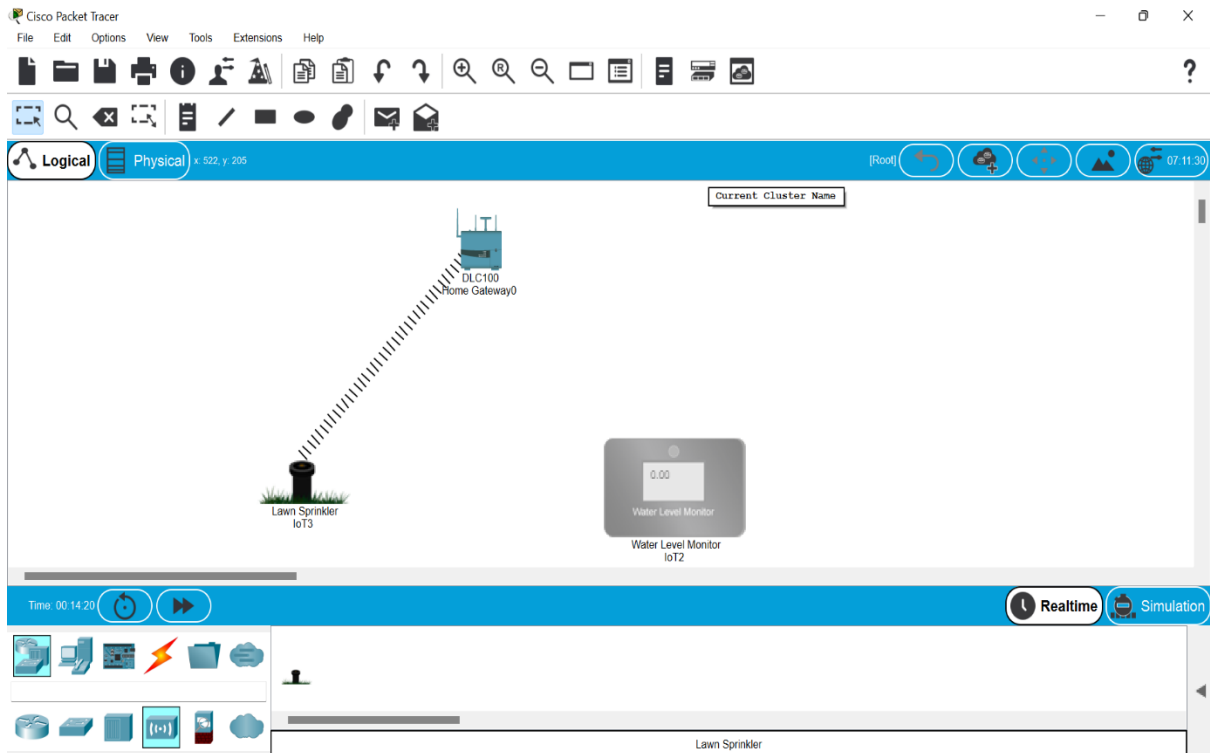 Cisco Packet Tracer
File Edit Options View Tools Extensions Help
Logical Physical x: 522, y: 205 [Root] 07:11:30
Current Cluster Name
DLC100
Home Gateway0
0.00
Water Level Monitor
Lawn Sprinkler
IoT3
Water Level Monitor
IoT2
Time: 00:14:20 Realtime Simulation
Lawn Sprinkler